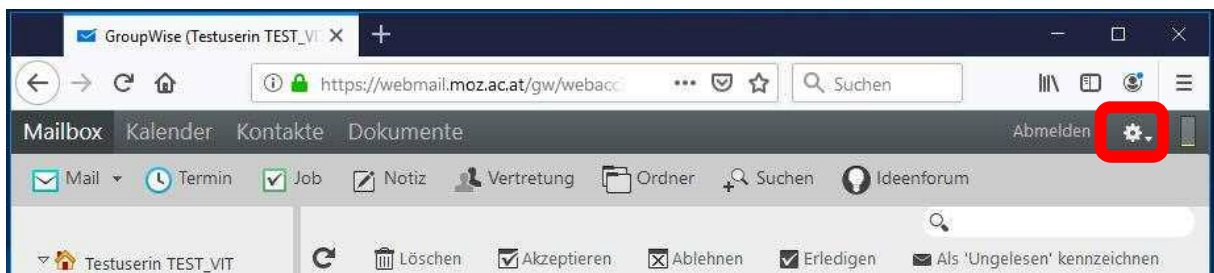 GroupWise (Testuserin TEST_VI
https://webmail.moz.ac.at/gw/webacc
Suchen
Mailbox Kalender Kontakte Dokumente Abmelden
Mail Termin Job Notiz Vertretung Ordner Suchen Ideenforum
Testuserin TEST_VIT Löschen Akzeptieren Ablehnen Erledigen Als 'Ungelesen' kennzeichnen